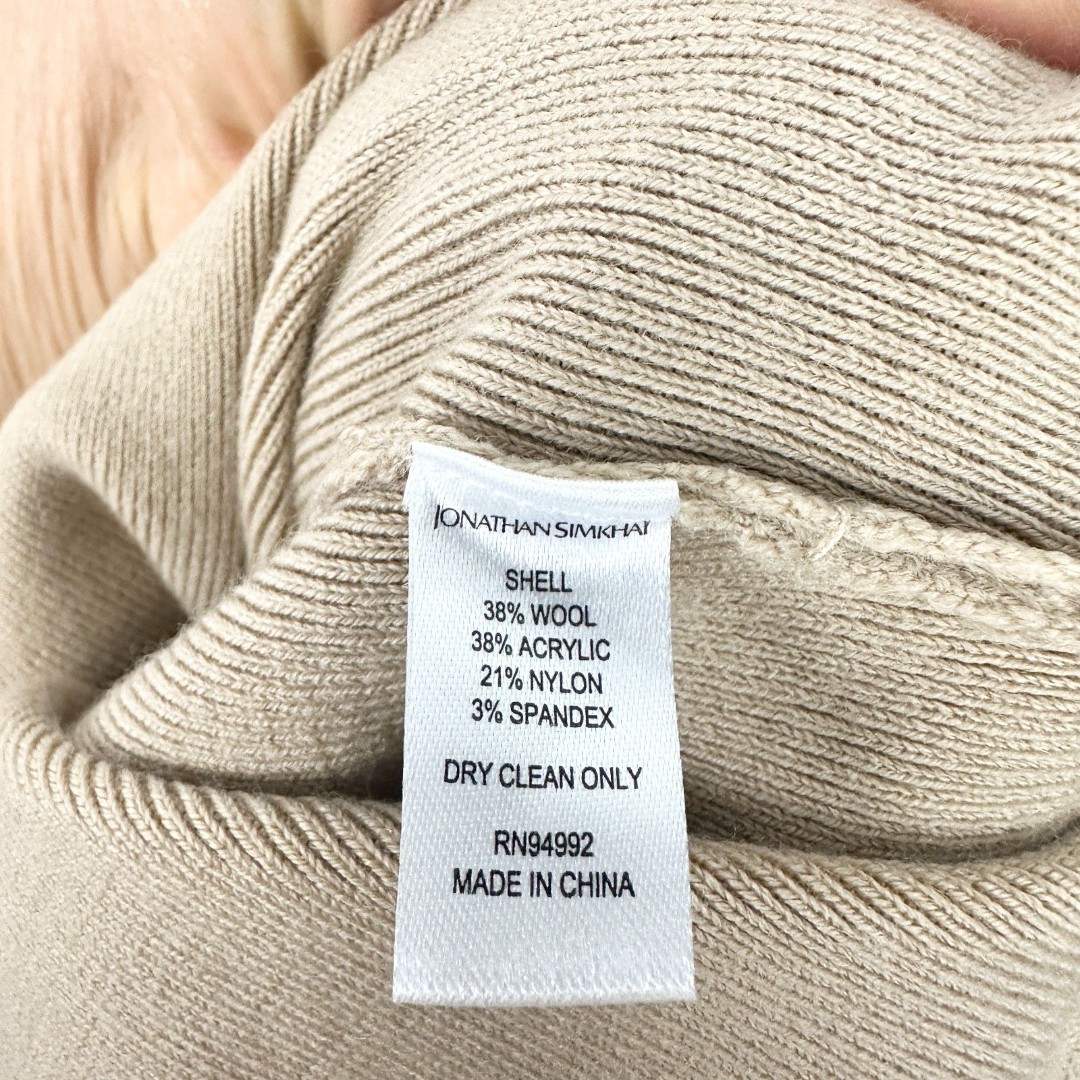 JONATHAN SIMKHAI
SHELL
38% WOOL
38% ACRYLIC
21% NYLON
3% SPANDEX
DRY CLEAN ONLY
RN94992
MADE IN CHINA